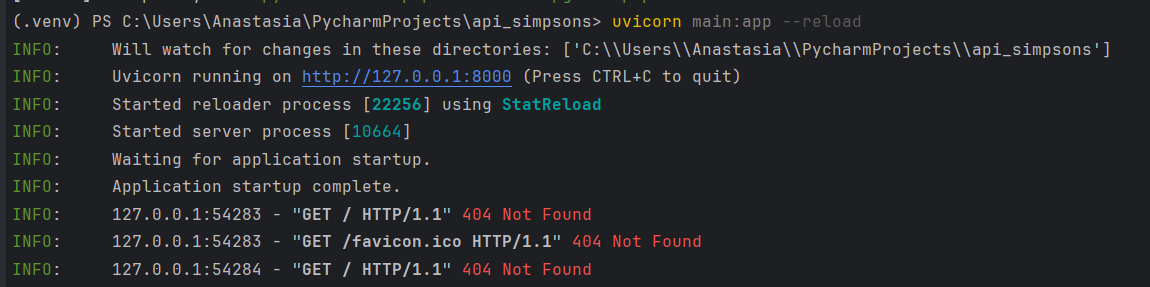 (.venv) PS C:\Users\Anastasia\PycharmProjects\api_simpsons> uvicorn main:app --reload
INFO:     Will watch for changes in these directories: ['C:\\Users\\Anastasia\\PycharmProjects\\api_simpsons']
INFO:     Uvicorn running on http://127.0.0.1:8000 (Press CTRL+C to quit)
INFO:     Started reloader process [22256] using StatReload
INFO:     Started server process [10664]
INFO:     Waiting for application startup.
INFO:     Application startup complete.
INFO:     127.0.0.1:54283 - "GET / HTTP/1.1" 404 Not Found
INFO:     127.0.0.1:54283 - "GET /favicon.ico HTTP/1.1" 404 Not Found
INFO:     127.0.0.1:54284 - "GET / HTTP/1.1" 404 Not Found